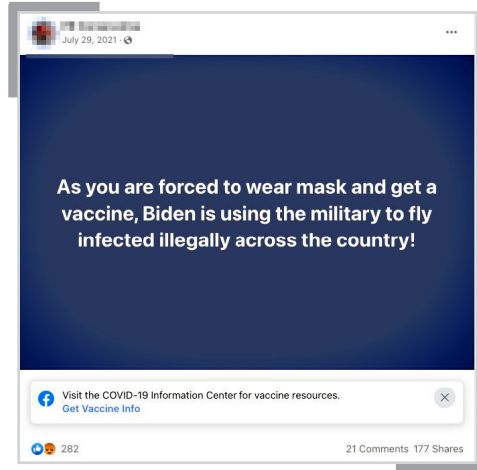 July 29, 2021
As you are forced to wear mask and get a
vaccine, Biden is using the military to fly
infected illegally across the country!
Visit the COVID-19 Information Center for vaccine resources.
Get Vaccine Info
282
21 Comments 177 Shares